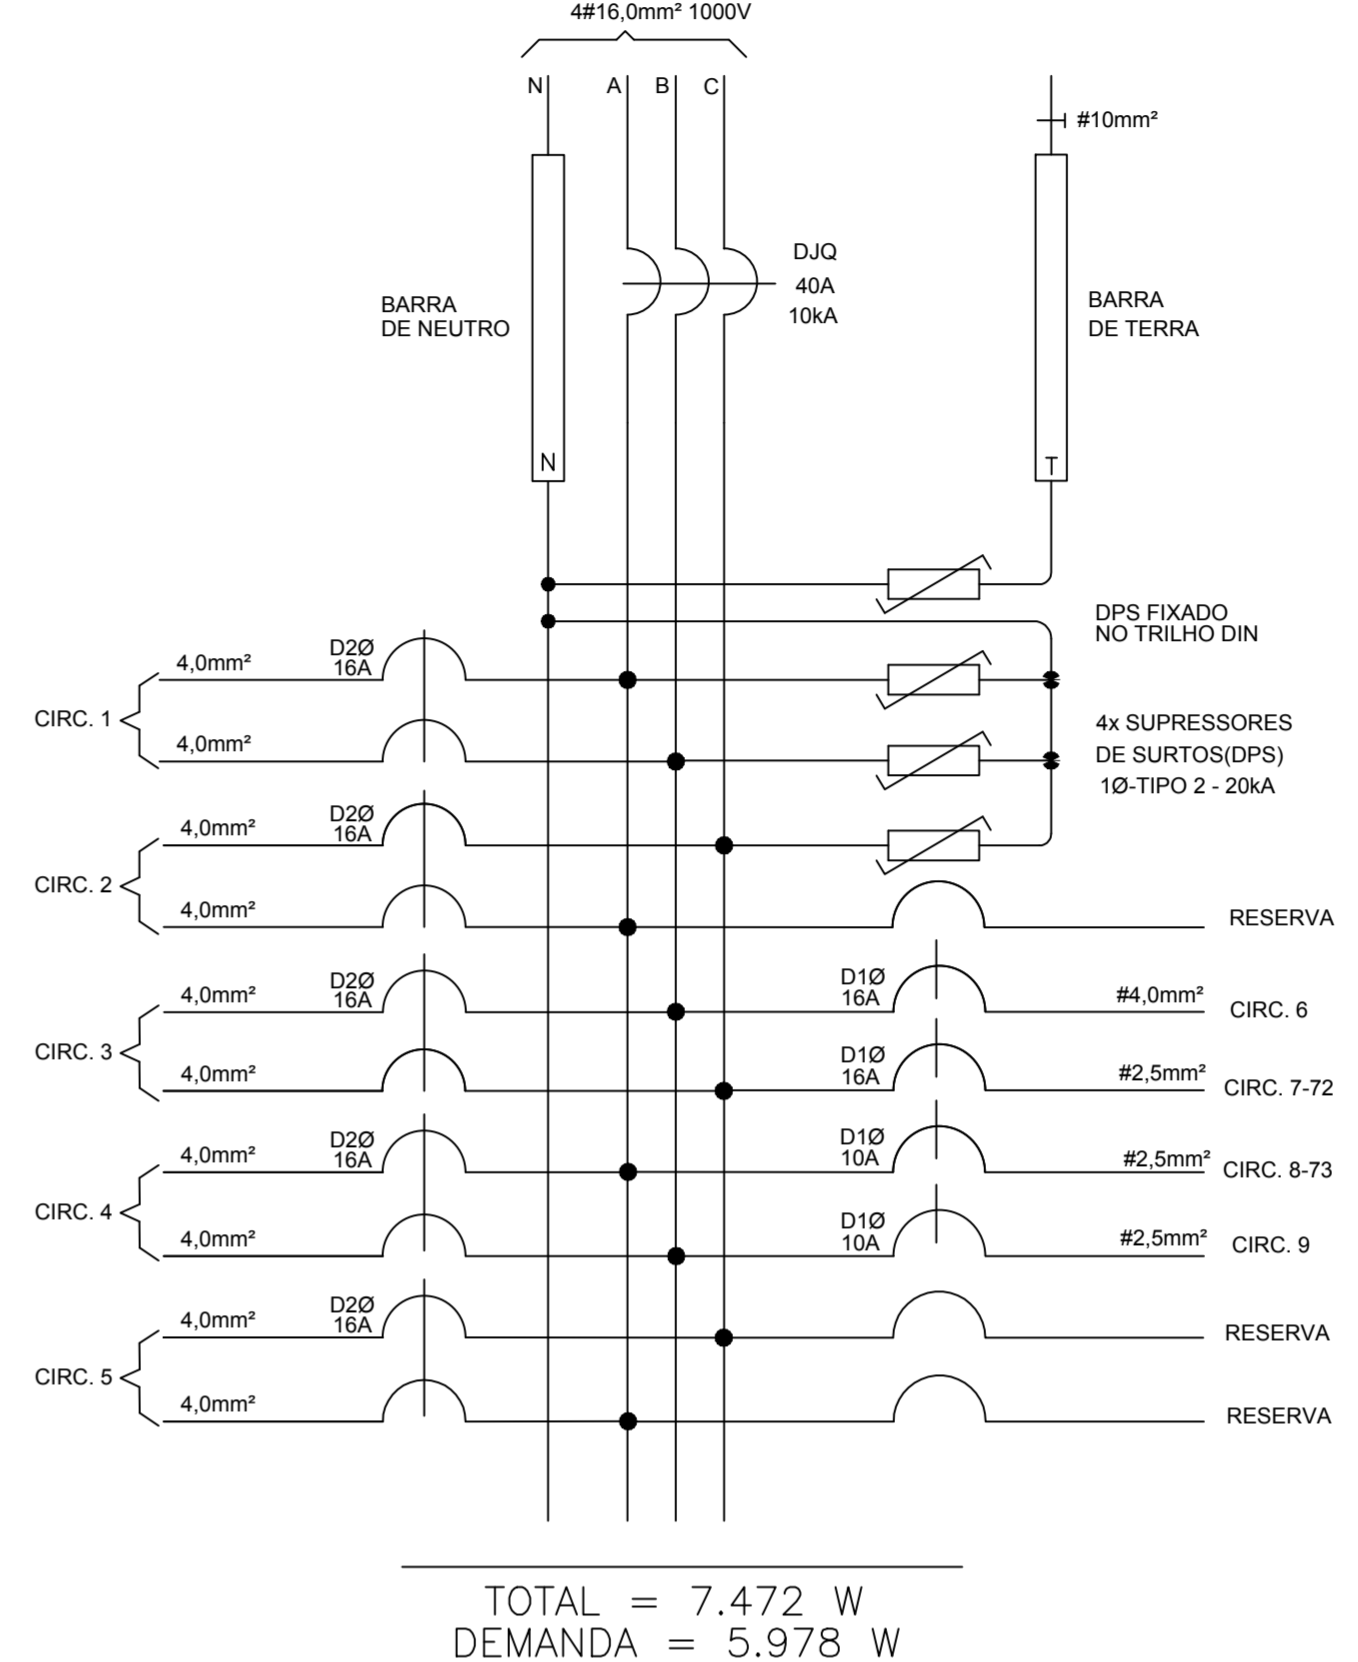 4#16,0mm² 1000V
N
A
B
C
#10mm²
DJQ
40A
10kA
BARRA
DE NEUTRO
BARRA
DE TERRA
N
T
DPS FIXADO
NO TRILHO DIN
4x SUPRESSORES
DE SURTOS(DPS)
1Ø-TIPO 2 - 20kA
4,0mm²
D2Ø
16A
CIRC. 1
4,0mm²
4,0mm²
D2Ø
16A
CIRC. 2
4,0mm²
RESERVA
4,0mm²
D2Ø
16A
D1Ø
16A
#4,0mm²
CIRC. 6
CIRC. 3
4,0mm²
D1Ø
16A
#2,5mm²
CIRC. 7-72
4,0mm²
D2Ø
16A
D1Ø
10A
#2,5mm²
CIRC. 8-73
CIRC. 4
4,0mm²
D1Ø
10A
#2,5mm²
CIRC. 9
4,0mm²
D2Ø
16A
RESERVA
CIRC. 5
4,0mm²
RESERVA
TOTAL = 7.472 W
DEMANDA = 5.978 W